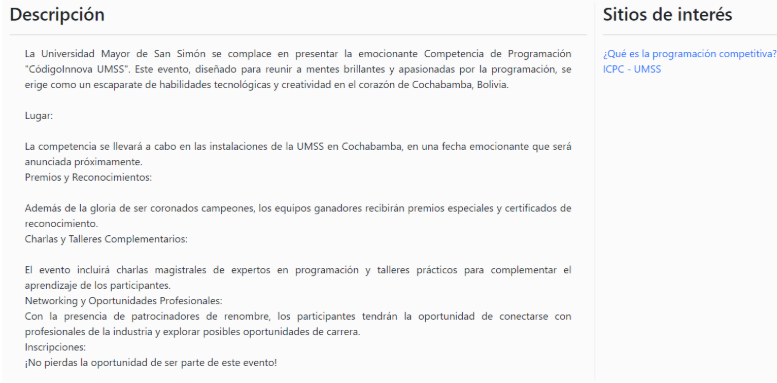 Descripción
La Universidad Mayor de San Simón se complace en presentar la emocionante Competencia de Programación
"CódigoInnova UMSS". Este evento, diseñado para reunir a mentes brillantes y apasionadas por la programación, se
erige como un escaparate de habilidades tecnológicas y creatividad en el corazón de Cochabamba, Bolivia.
Lugar:
La competencia se llevará a cabo en las instalaciones de la UMSS en Cochabamba, en una fecha emocionante que será
anunciada próximamente.
Premios y Reconocimientos:
Además de la gloria de ser coronados campeones, los equipos ganadores recibirán premios especiales y certificados de
reconocimiento.
Charlas y Talleres Complementarios:
El evento incluirá charlas magistrales de expertos en programación y talleres prácticos para complementar el
aprendizaje de los participantes.
Networking y Oportunidades Profesionales:
Con la presencia de patrocinadores de renombre, los participantes tendrán la oportunidad de conectarse con
profesionales de la industria y explorar posibles oportunidades de carrera.
Inscripciones:
¡No pierdas la oportunidad de ser parte de este evento!
Sitios de interés
¿Qué es la programación competitiva?
ICPC - UMSS